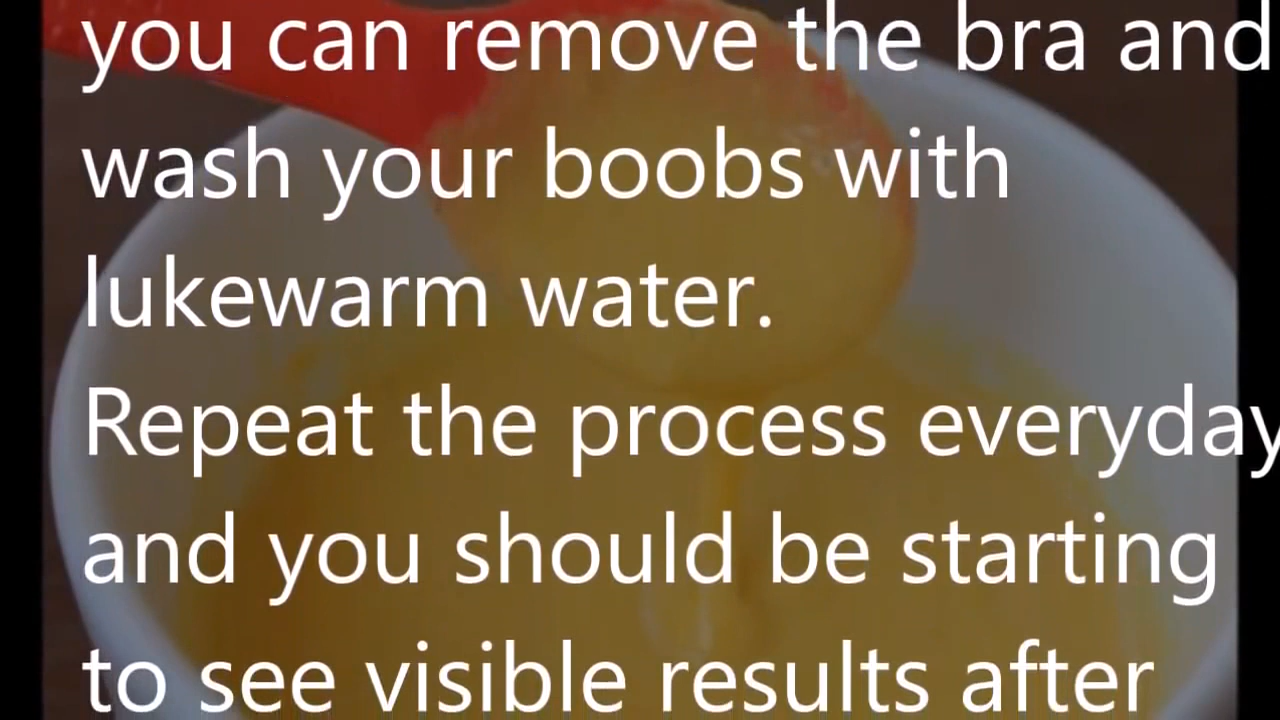 you can remove the bra and
wash your boobs with
lukewarm water.
Repeat the process everyday
and you should be starting
to see visible results after